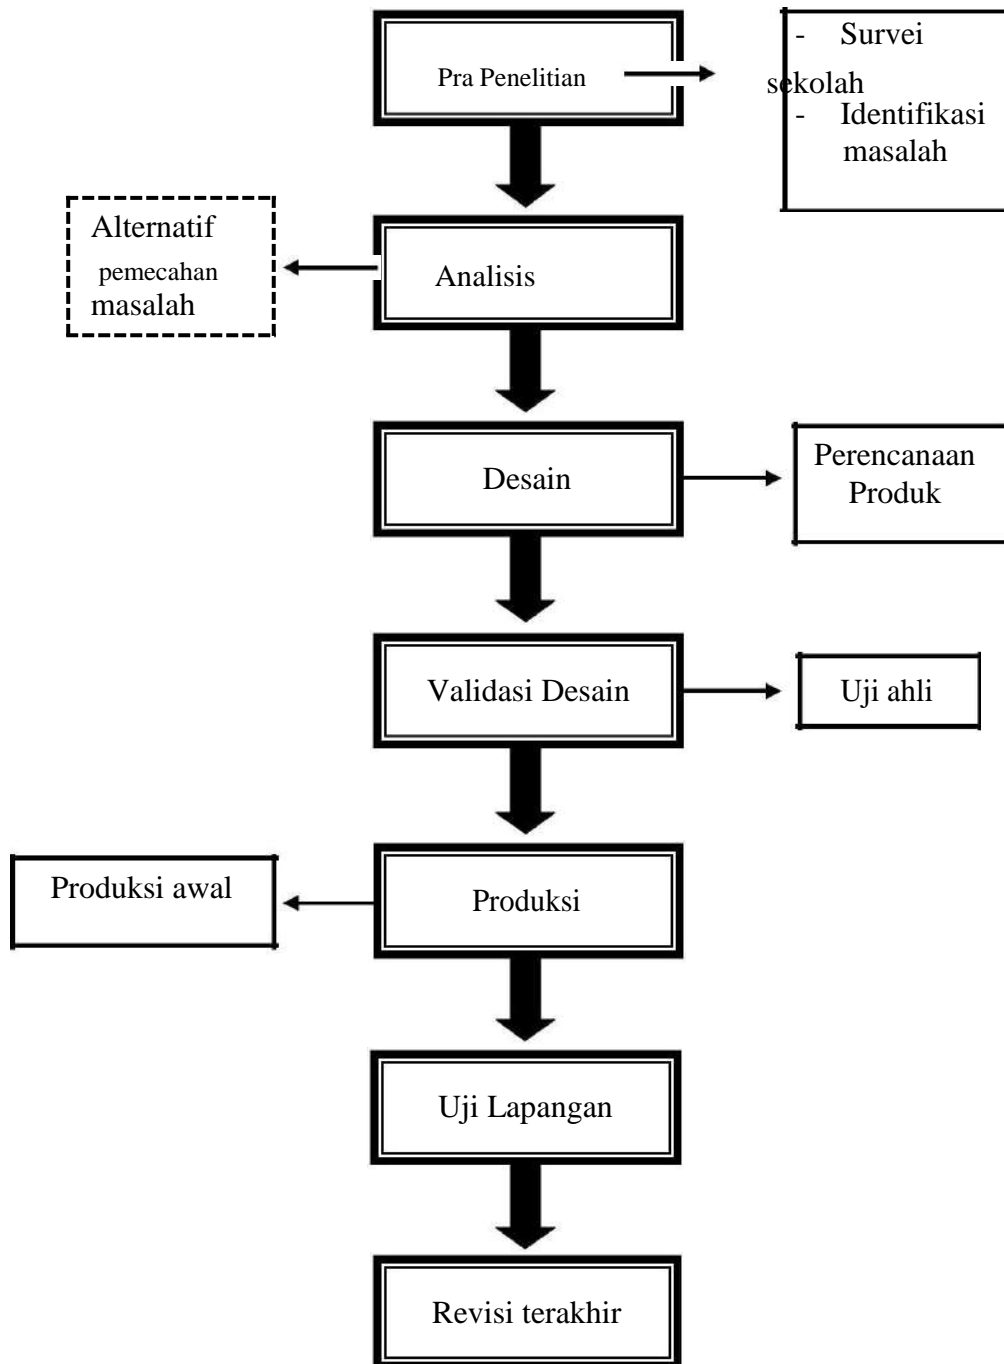 Pra Penelitian
- Survei
sekolah
- Identifikasi
masalah
Alternatif
pemecahan
masalah
Analisis
Desain
Perencanaan
Produk
Validasi Desain
Uji ahli
Produksi awal
Produksi
Uji Lapangan
Revisi terakhir